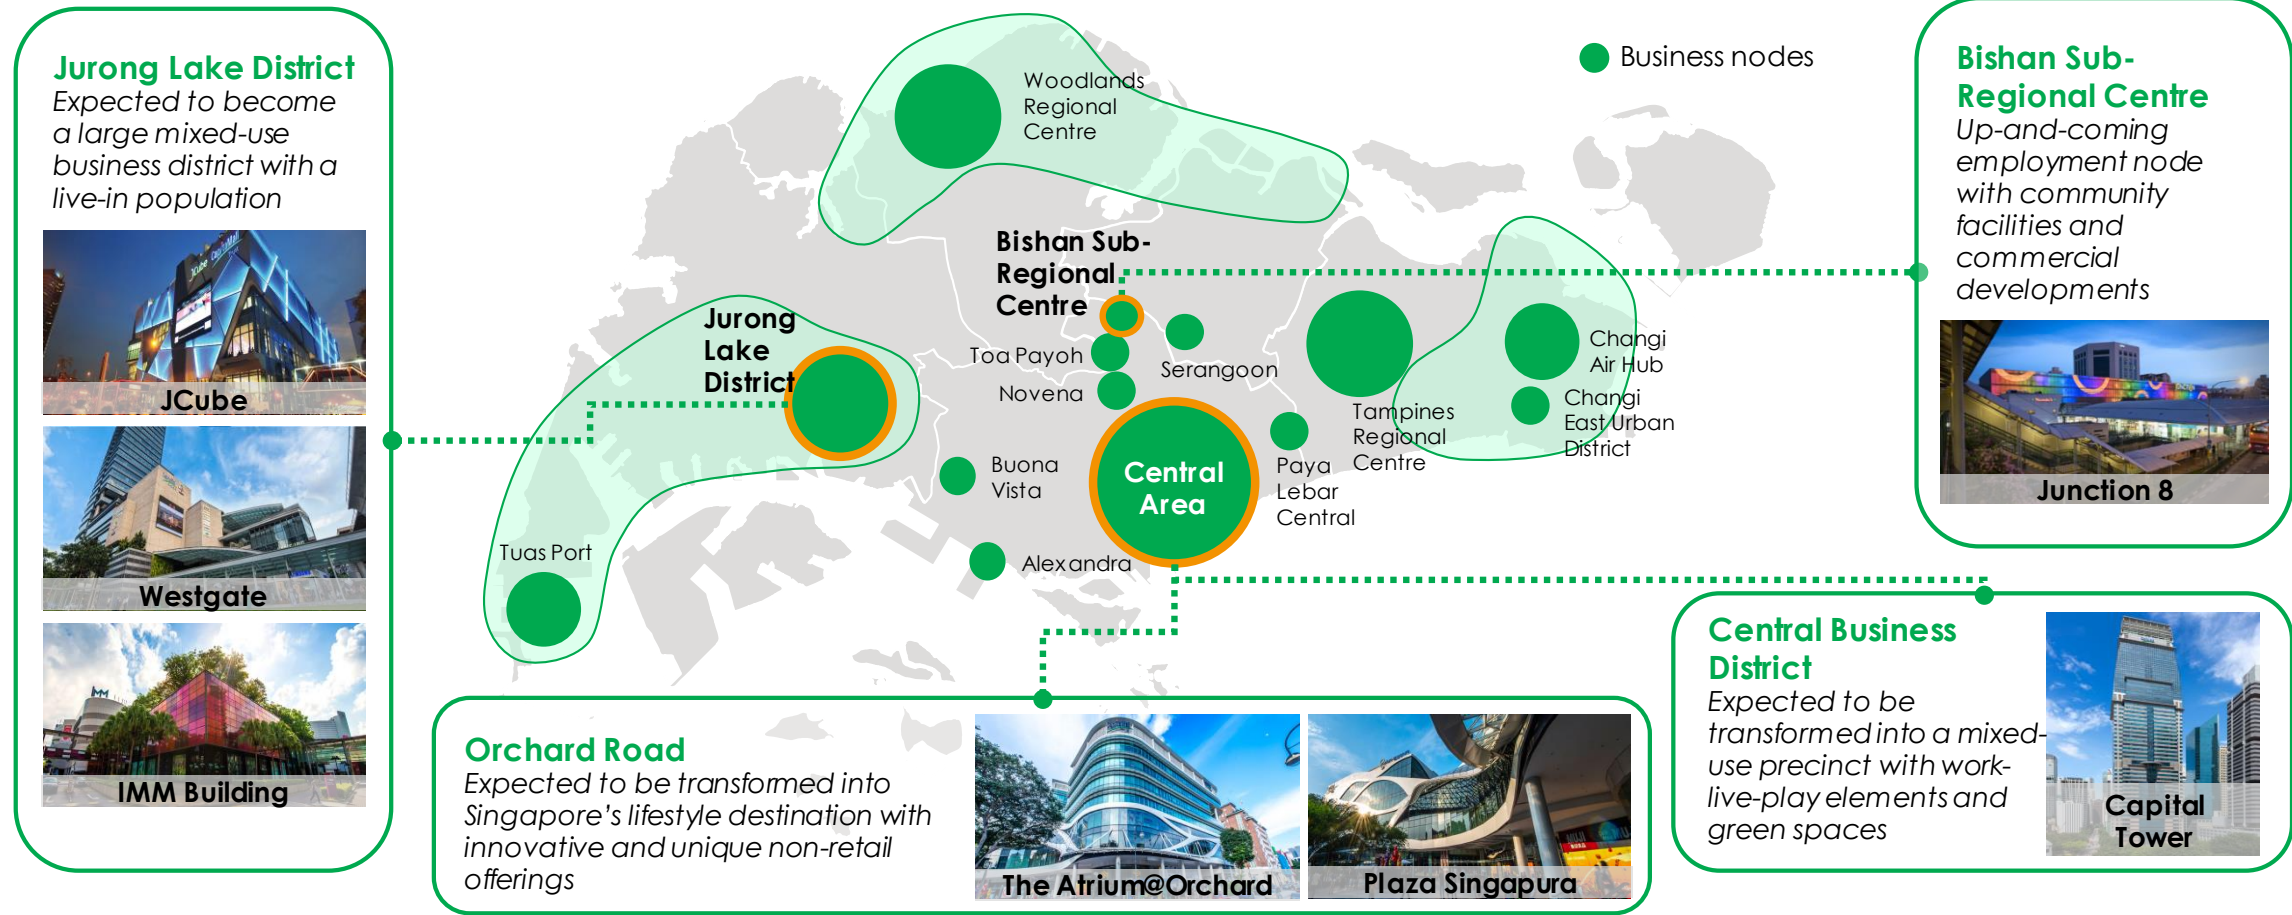 Jurong Lake District
Expected to become
a large mixed-use
business district with a
live-in population
JCube
JCube
Westgate
IMM
IMM Building
Woodlands
Regional
Centre
Business nodes
Bishan Sub-
Regional
Centre
Jurong
Lake
District
Toa Payoh
Novena
Serangoon
Tampines
Regional
Centre
Changi
Air Hub
Changi
East Urban
District
Buona
Vista
Central
Area
Paya
Lebar
Central
Alexandra
Tuas Port
Bishan Sub-
Regional Centre
Up-and-coming
employment node
with community
facilities and
commercial
developments
Junction 8
Orchard Road
Expected to be transformed into
Singapore’s lifestyle destination with
innovative and unique non-retail
offerings
The Atrium@Orchard
MUJI
Plaza Singapura
Central Business
District
Expected to be
transformed into a mixed-
use precinct with work-
live-play elements and
green spaces
Capital
Tower